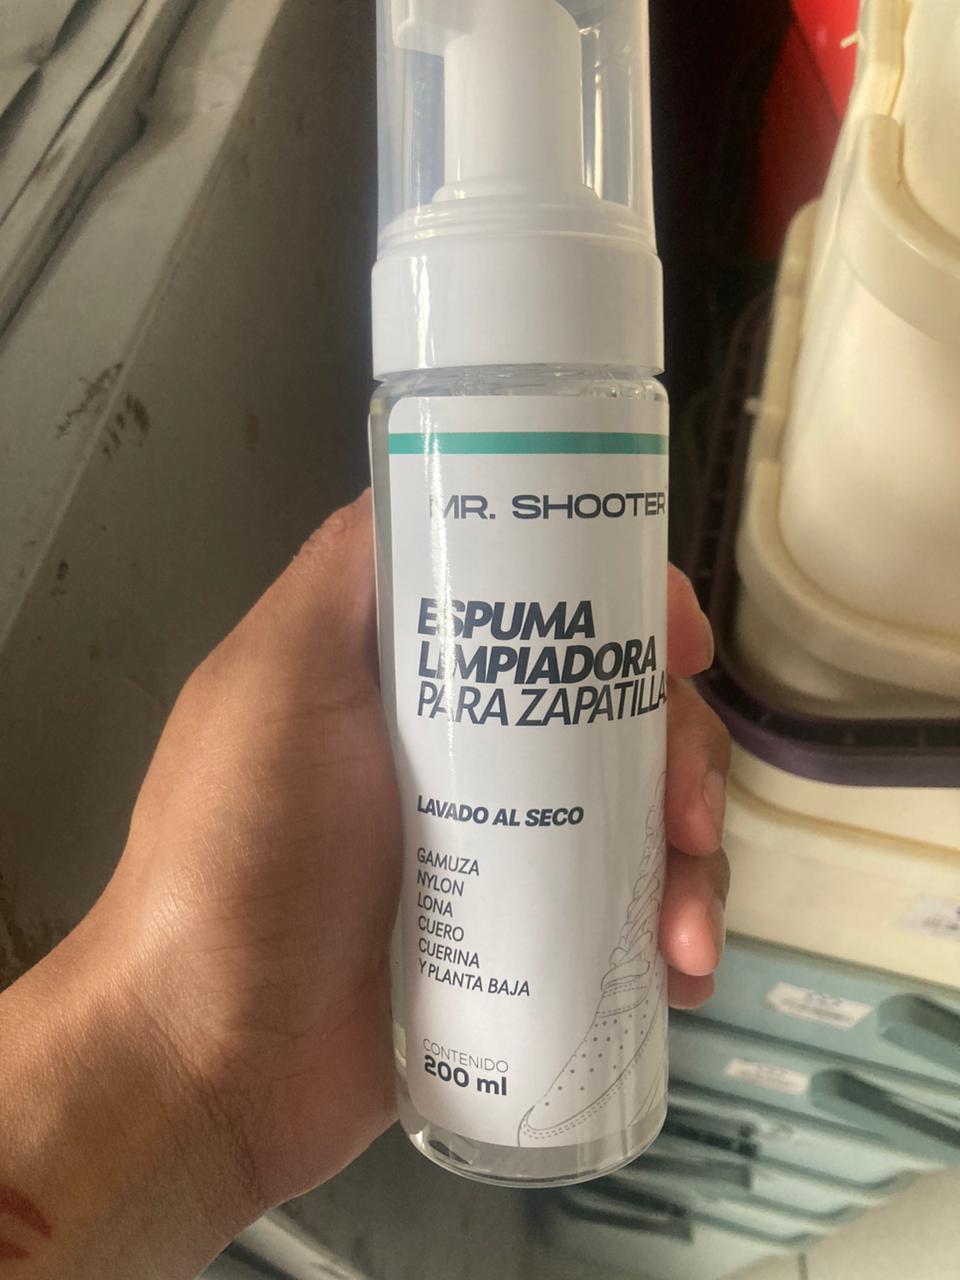 MR. SHOOTER
ESPUMA
LIMPIADORA
PARA ZAPATILLA
LAVADO AL SECO
GAMUZA
NYLON
LONA
CUERO
CUERINA
Y PLANTA BAJA
CONTENIDO
200 ml